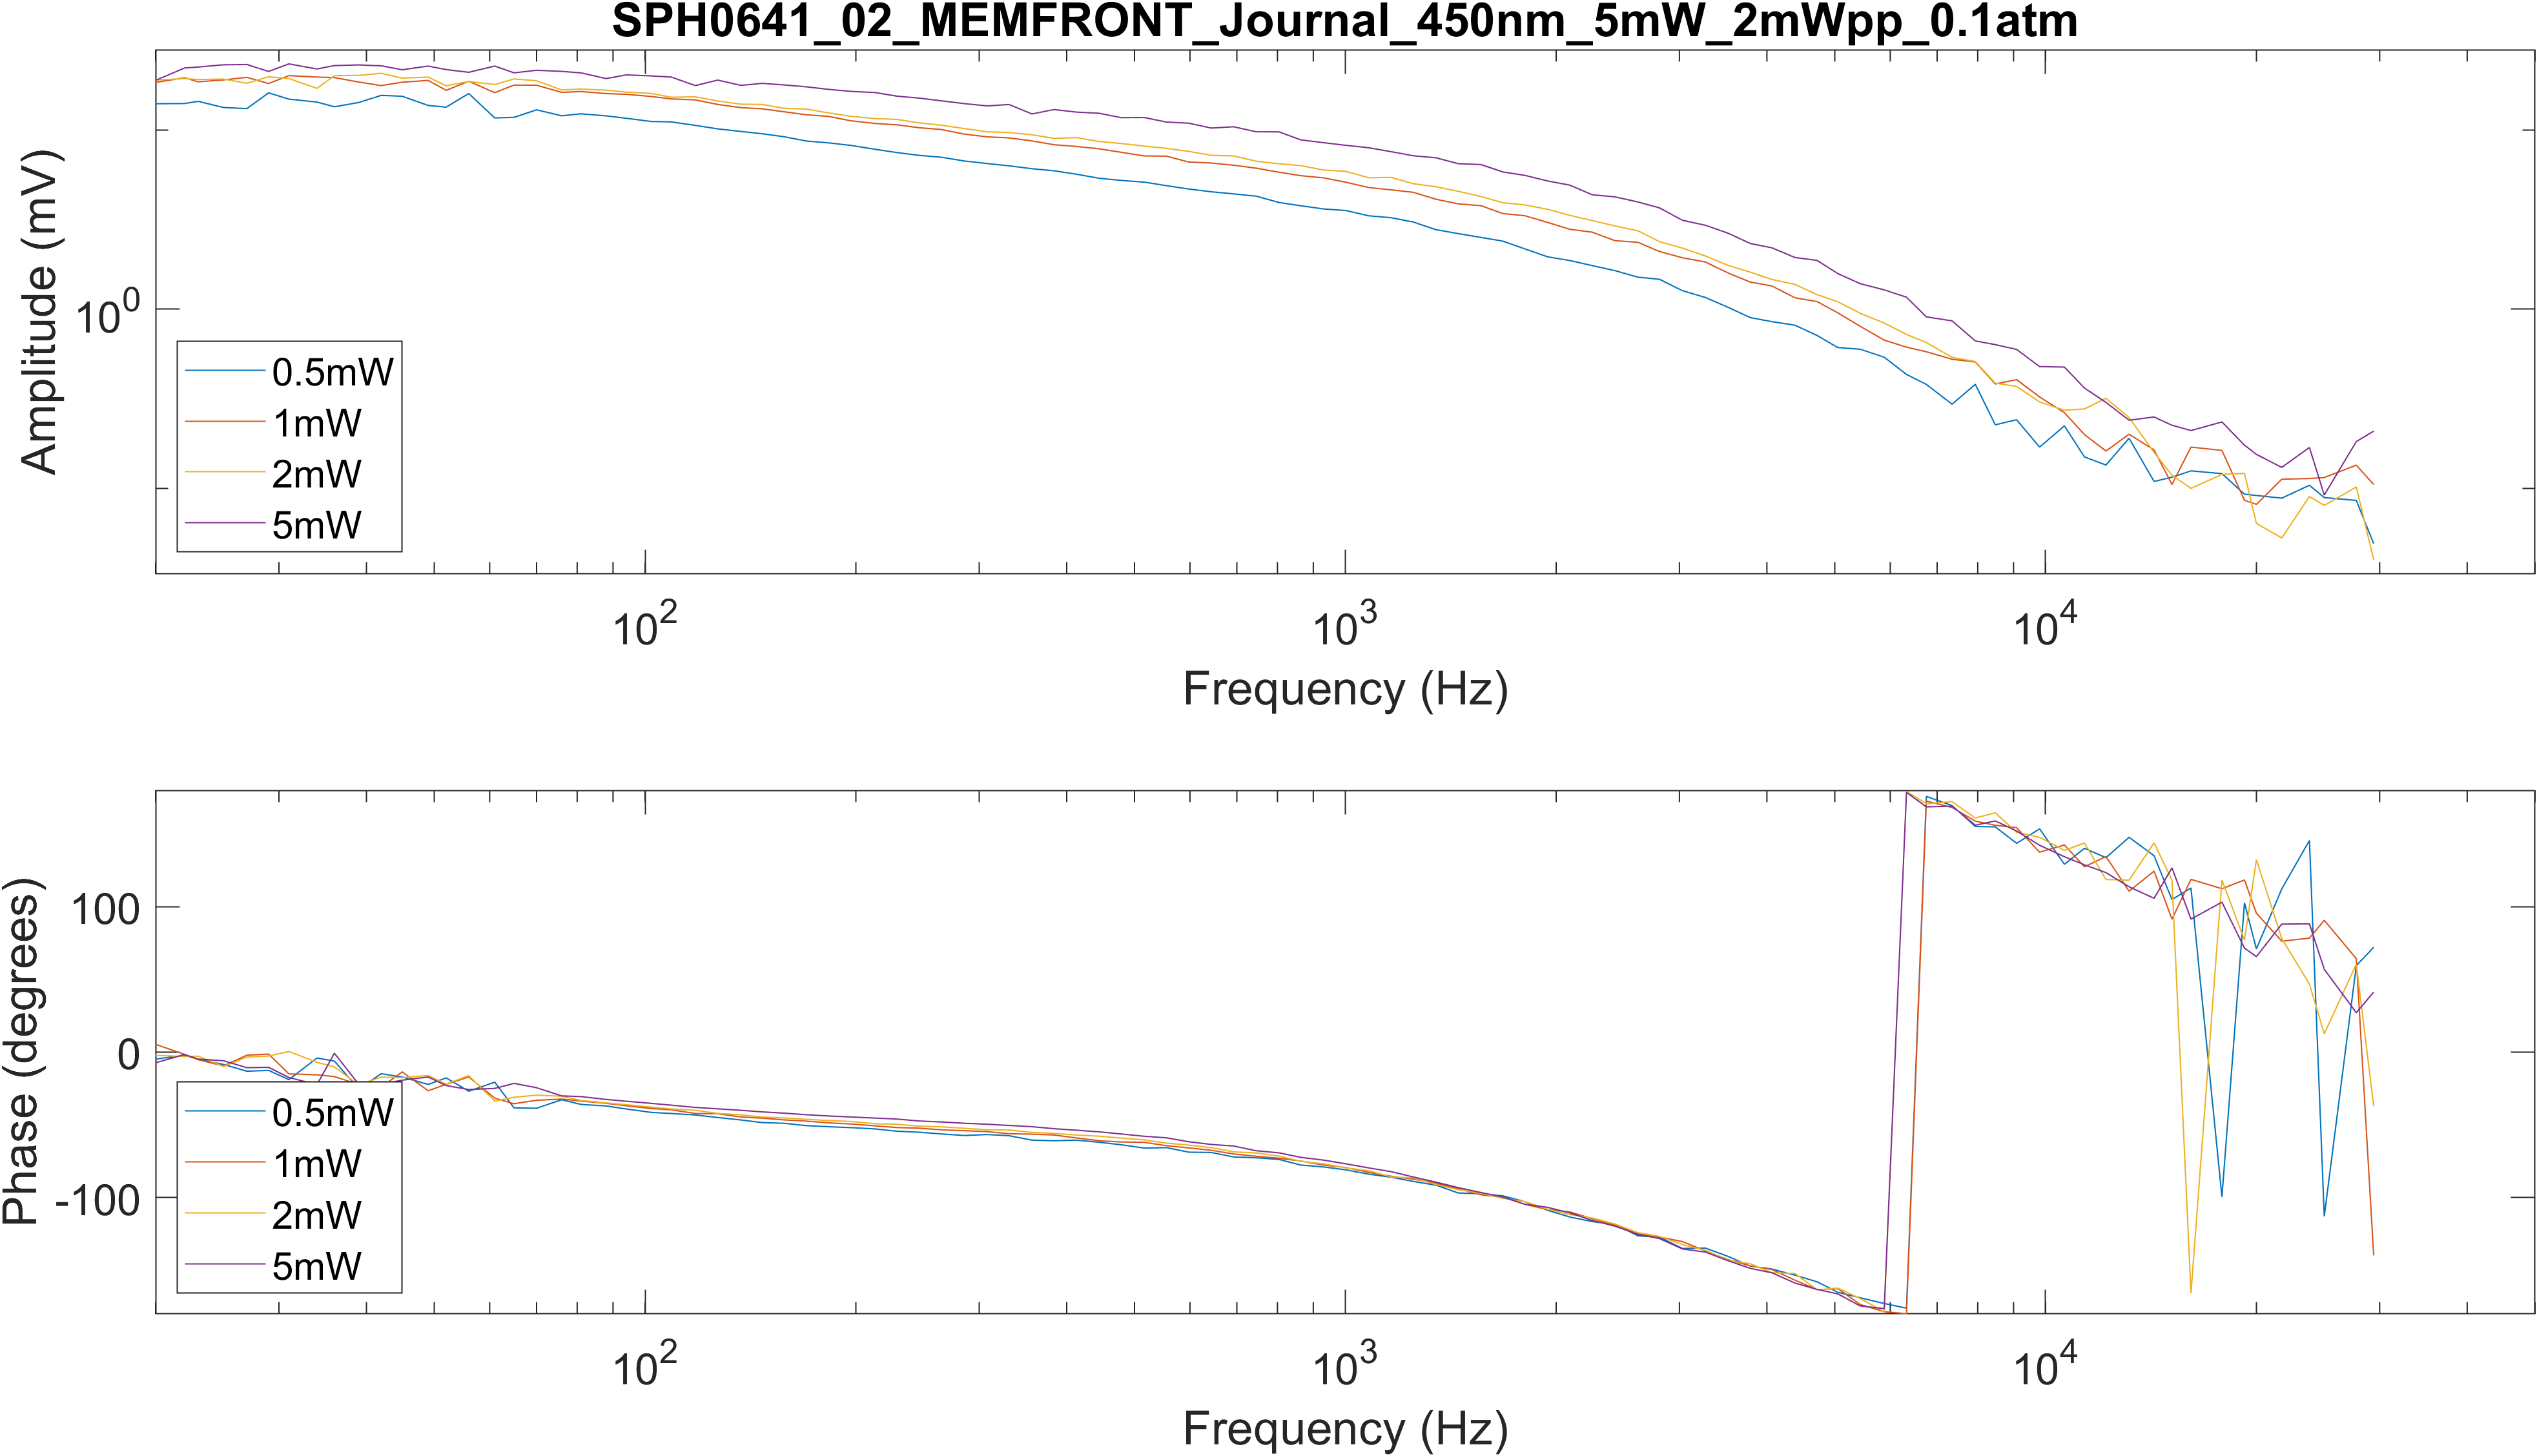 SPH0641_02_MEMFRONT_Journal_450nm_5mW_2mWpp_0.1atm
Amplitude (mV)
10^0
0.5mW
1mW
2mW
5mW
10^2
10^3
10^4
Frequency (Hz)
Phase (degrees)
100
0
-100
0.5mW
1mW
2mW
5mW
10^2
10^3
10^4
Frequency (Hz)